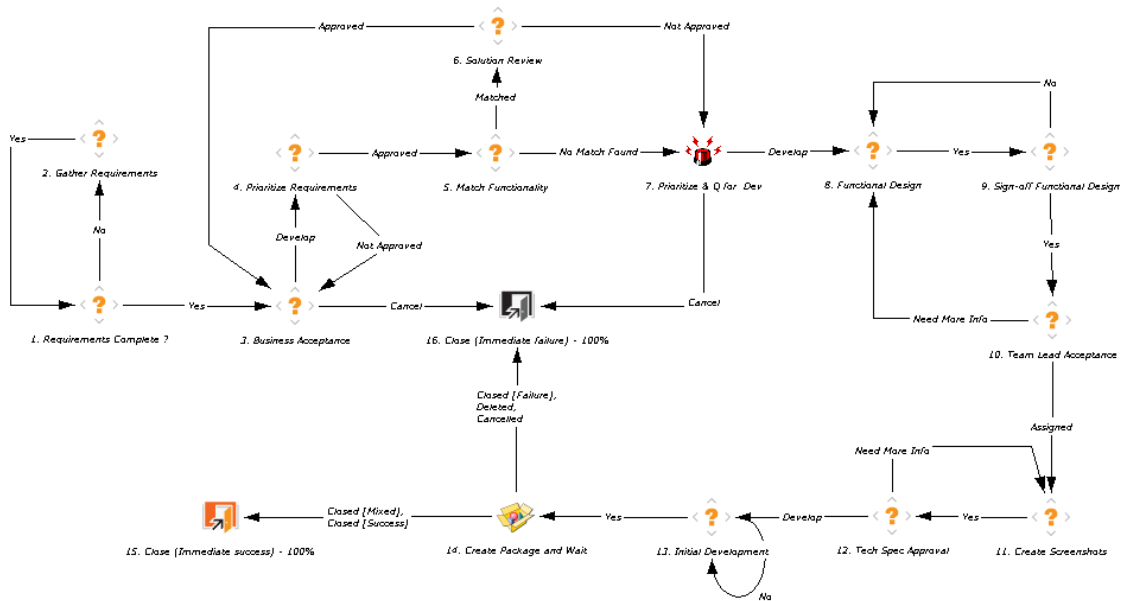 Approved
Not Approved
6. Solution Review
Matched
Yes
No
2. Gather Requirements
Approved
No Match Found
Develop
Yes
4. Prioritize Requirements
5. Match Functionality
7. Prioritize & Q for Dev
8. Functional Design
9. Sign-off Functional Design
No
Develop
Not Approved
Yes
Yes
Cancel
Cancel
Need More Info
1. Requirements Complete ?
3. Business Acceptance
16. Close (Immediate failure) - 100%
10. Team Lead Acceptance
Closed [Failure],
Deleted,
Cancelled
Assigned
Need More Info
Closed [Mixed],
Closed [Success]
Yes
Develop
Yes
15. Close (Immediate success) - 100%
14. Create Package and Wait
13. Initial Development
12. Tech Spec Approval
11. Create Screenshots
No